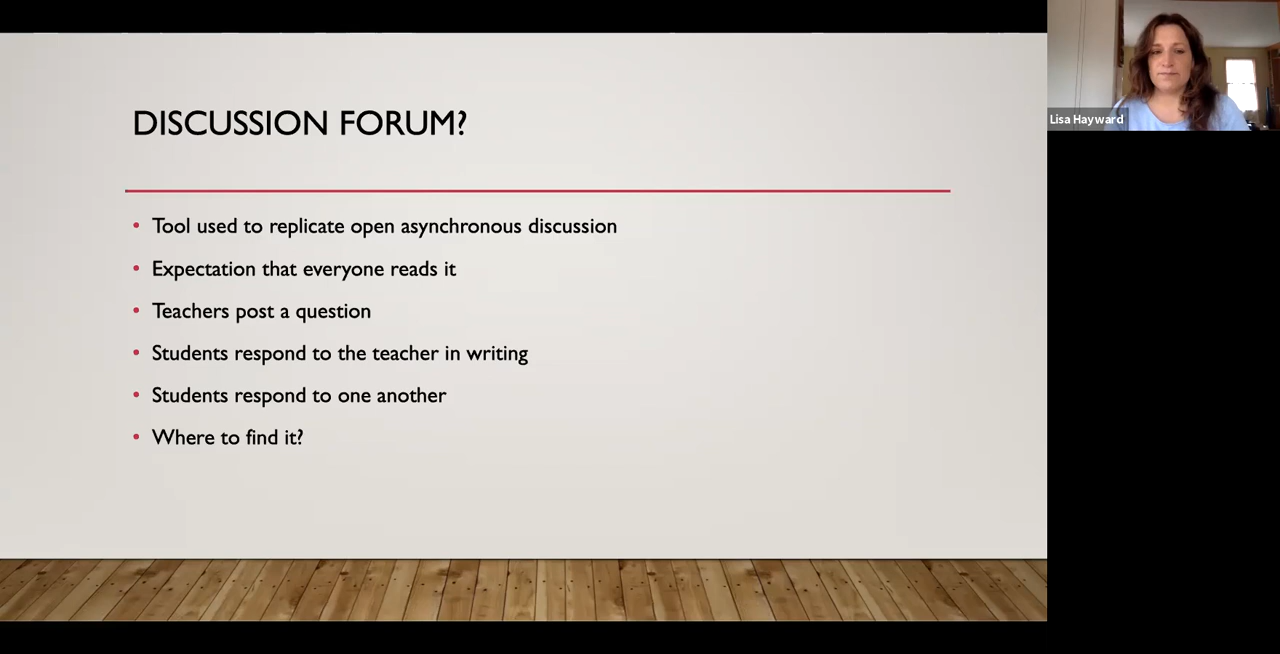 DISCUSSION FORUM?
• Tool used to replicate open asynchronous discussion
• Expectation that everyone reads it
• Teachers post a question
• Students respond to the teacher in writing
• Students respond to one another
• Where to find it?
Lisa Hayward